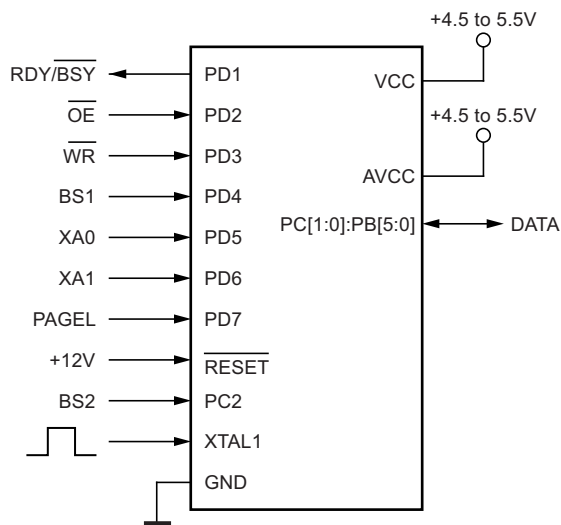 +4.5 to 5.5V
RDY/BSY PD1 VCC
OE PD2 +4.5 to 5.5V
WR PD3
AVCC
BS1 PD4
PC[1:0]:PB[5:0] DATA
XA0 PD5
XA1 PD6
PAGEL PD7
+12V RESET
BS2 PC2
XTAL1
GND